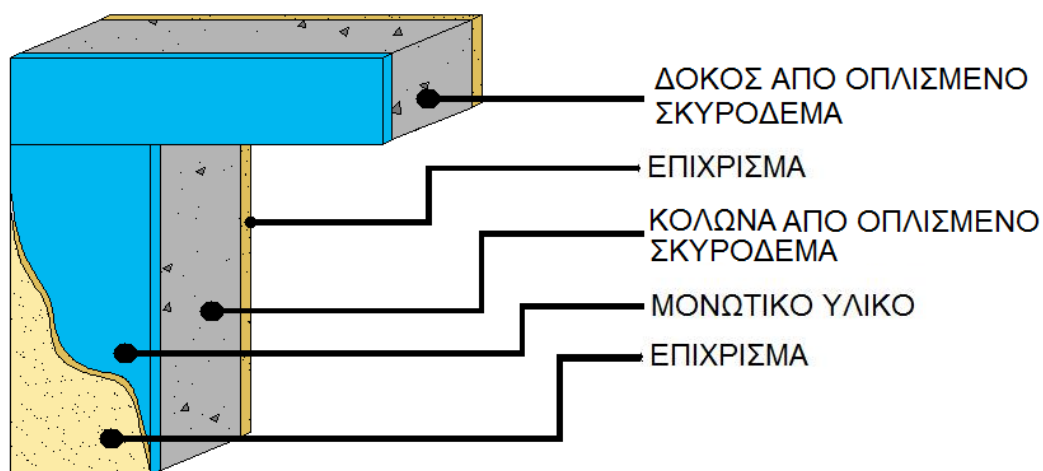 ΔΟΚΟΣ ΑΠΟ ΟΠΛΙΣΜΕΝΟ
ΣΚΥΡΟΔΕΜΑ
ΕΠΙΧΡΙΣΜΑ
ΚΟΛΩΝΑ ΑΠΟ ΟΠΛΙΣΜΕΝΟ
ΣΚΥΡΟΔΕΜΑ
ΜΟΝΩΤΙΚΟ ΥΛΙΚΟ
ΕΠΙΧΡΙΣΜΑ